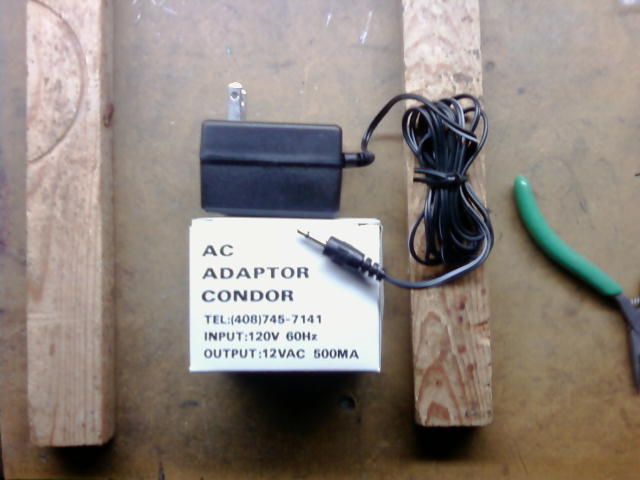 AC
ADAPTOR
CONDOR
TEL:(408)745-7141
INPUT:120V 60Hz
OUTPUT:12VAC 500MA